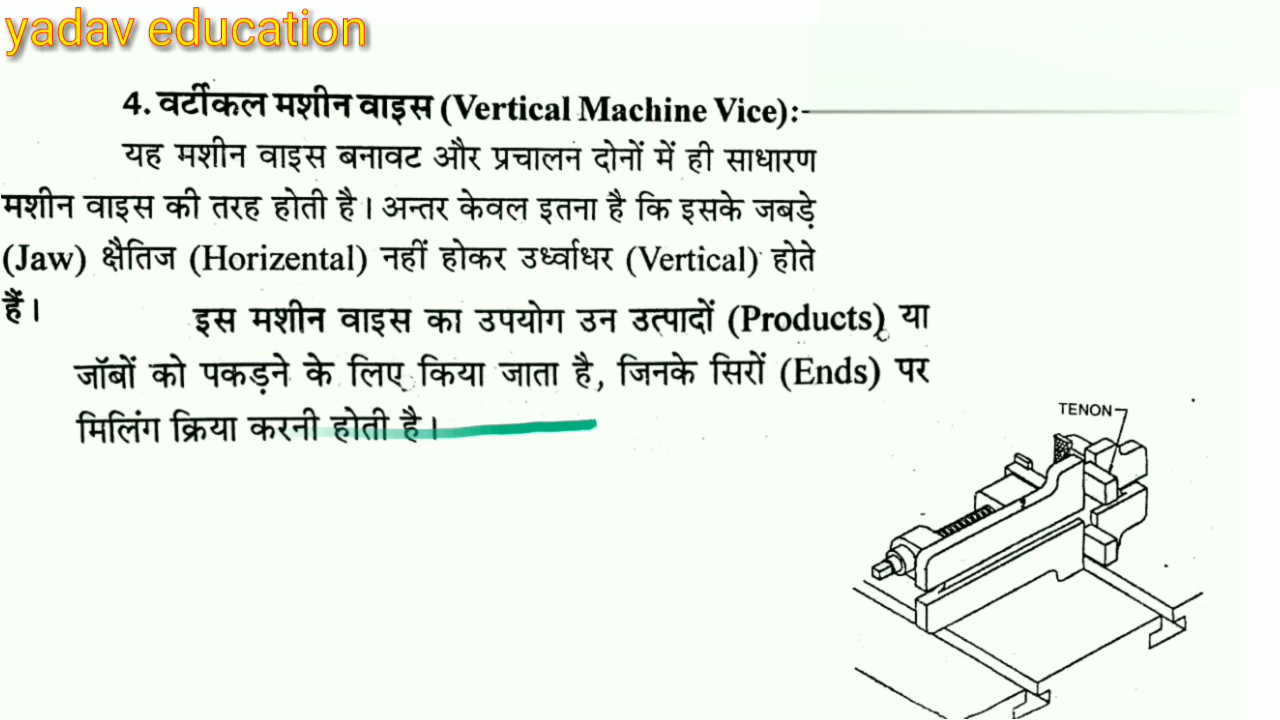 yadav education
4. वर्टीकल मशीन वाइस (Vertical Machine Vice):-
यह मशीन वाइस बनावट और प्रचालन दोनों में ही साधारण
मशीन वाइस की तरह होती है। अन्तर केवल इतना है कि इसके जबड़े
(Jaw) क्षैतिज (Horizental) नहीं होकर उर्ध्वाधर (Vertical) होते
हैं।
इस मशीन वाइस का उपयोग उन उत्पादों (Products) या
जॉबों को पकड़ने के लिए किया जाता है, जिनके सिरों (Ends) पर
मिलिंग क्रिया करनी होती है।
TENON